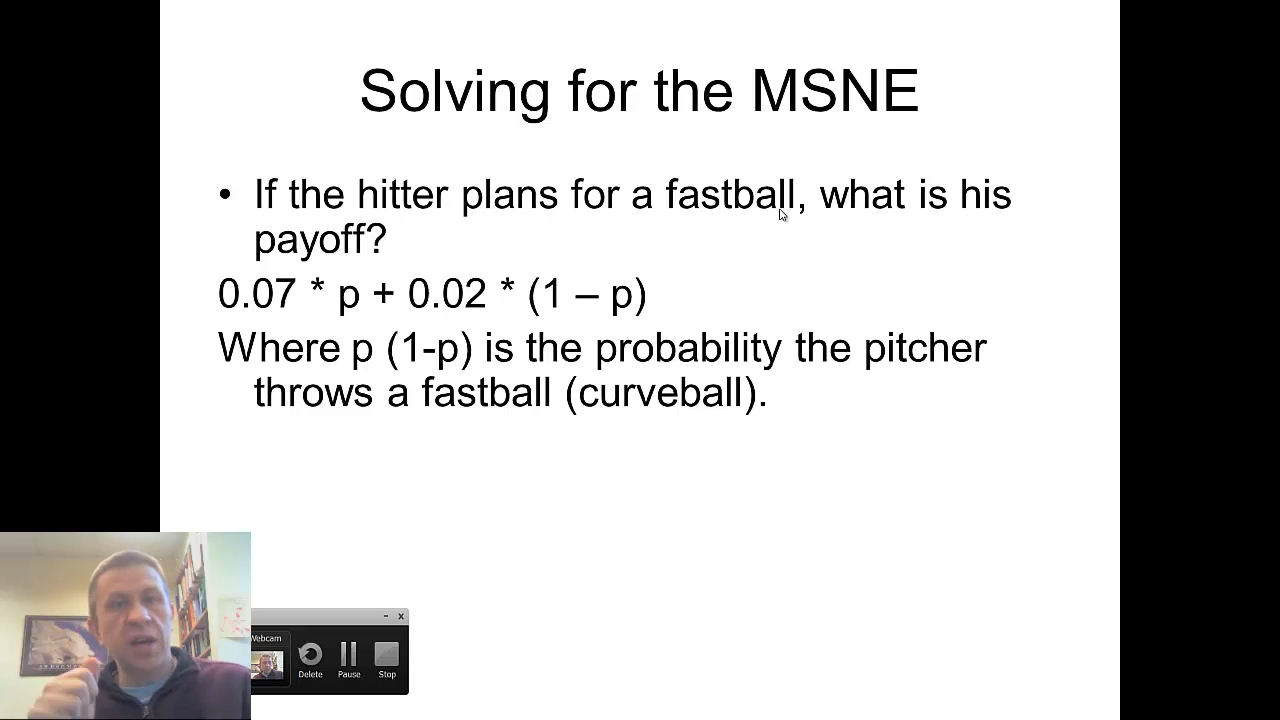 Solving for the MSNE
• If the hitter plans for a fastball, what is his
payoff?
0.07 * p + 0.02 * (1 – p)
Where p (1-p) is the probability the pitcher
throws a fastball (curveball).
Webcam
Delete
Pause
Stop